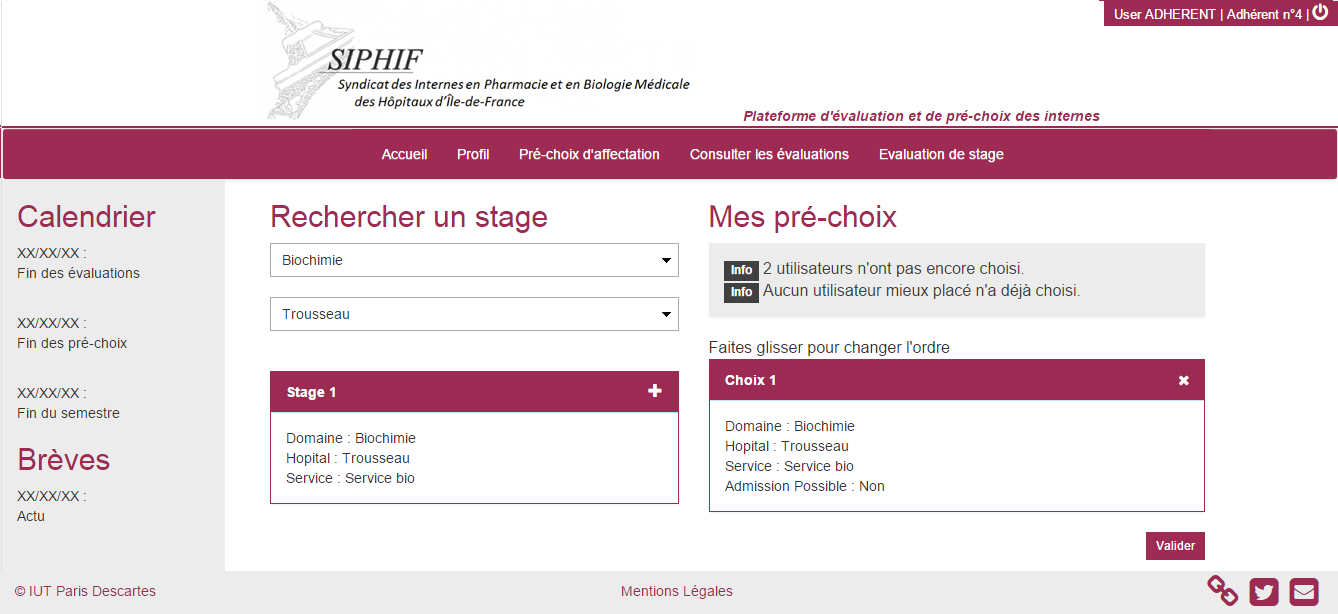 User ADHERENT | Adhérent n°4 |
SIPHIF
Syndicat des Internes en Pharmacie et en Biologie Médicale
des Hôpitaux d'Île-de-France
Plateforme d'évaluation et de pré-choix des internes
Accueil Profil Pré-choix d'affectation Consulter les évaluations Evaluation de stage
Calendrier
XX/XX/XX :
Fin des évaluations
XX/XX/XX :
Fin des pré-choix
XX/XX/XX :
Fin du semestre
Brèves
XX/XX/XX :
Actu
Rechercher un stage
Biochimie
Trousseau
Stage 1
Domaine : Biochimie
Hopital : Trousseau
Service : Service bio
Mes pré-choix
Info 2 utilisateurs n'ont pas encore choisi.
Info Aucun utilisateur mieux placé n'a déjà choisi.
Faites glisser pour changer l'ordre
Choix 1
Domaine : Biochimie
Hopital : Trousseau
Service : Service bio
Admission Possible : Non
Valider
© IUT Paris Descartes
Mentions Légales